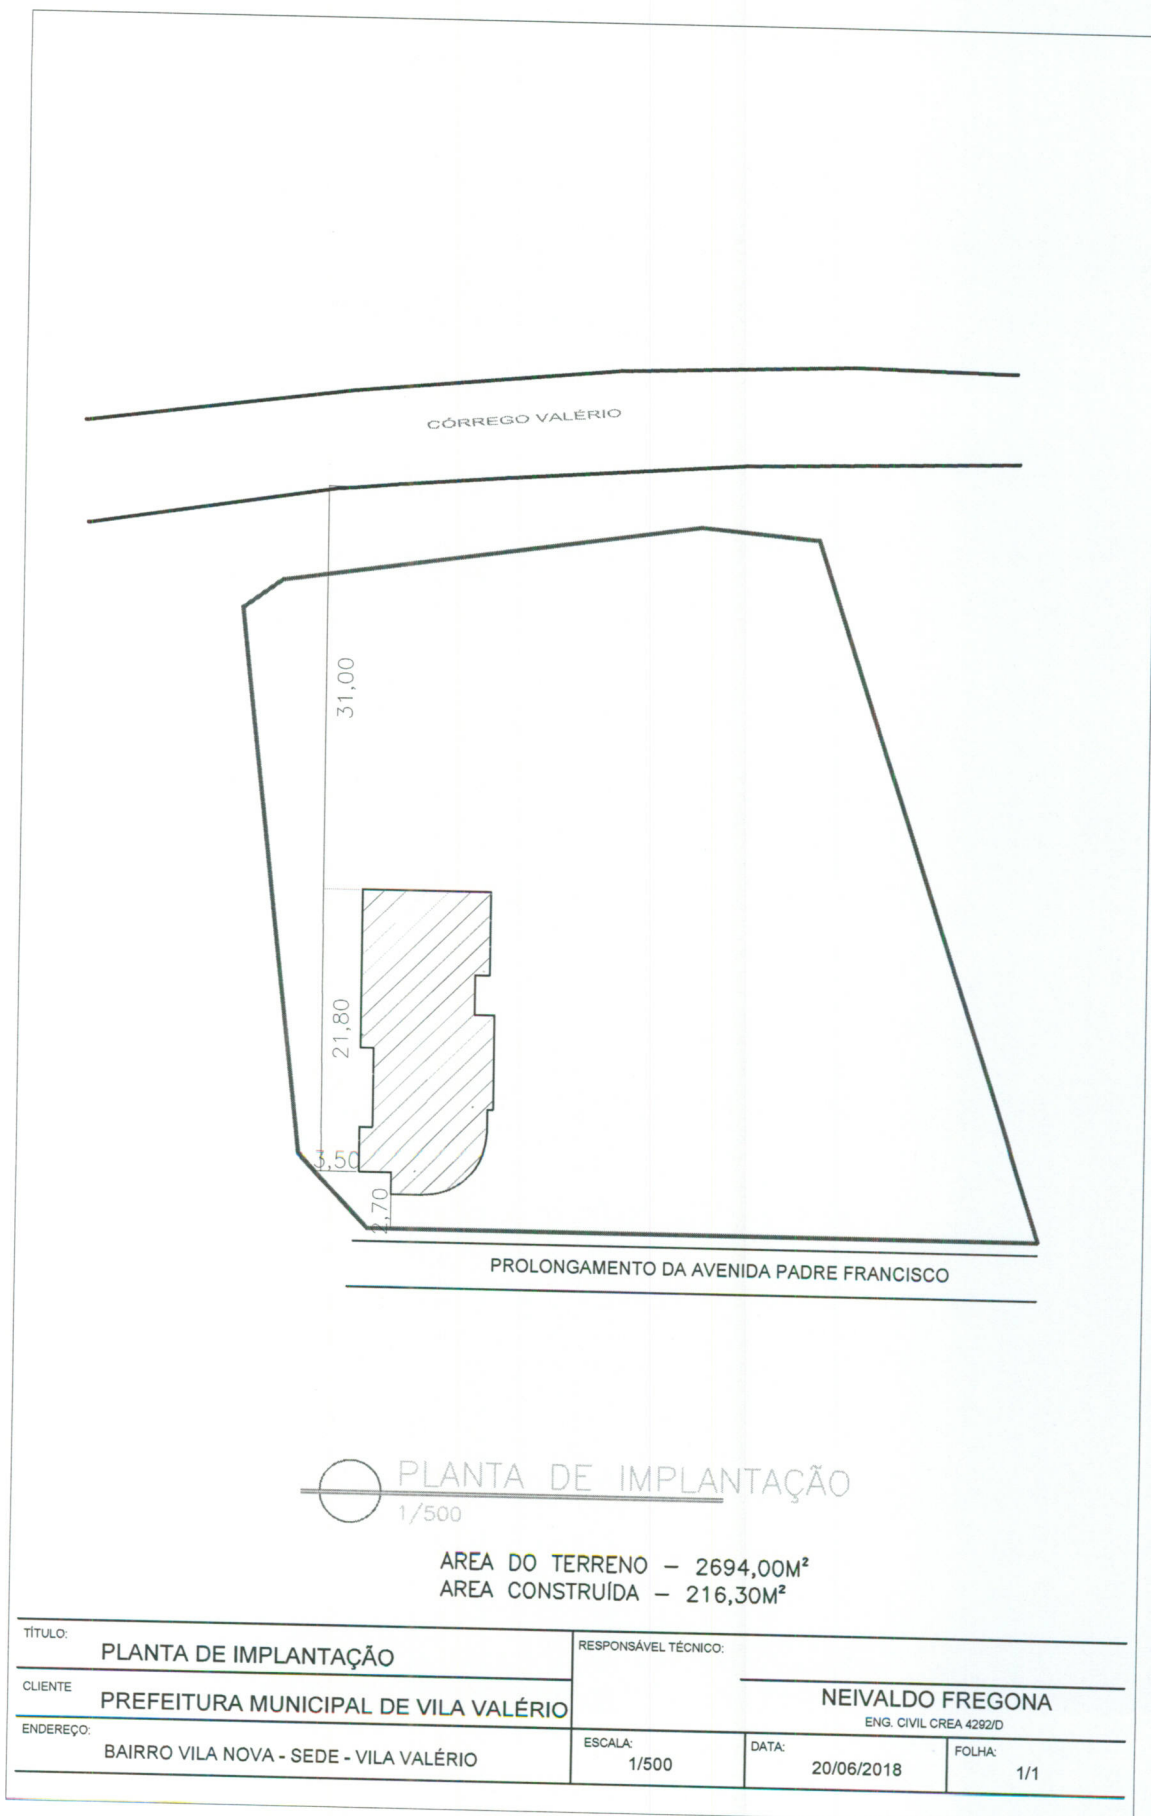 CÓRREGO VALÉRIO
31,00
21,80
3,50
2,70
PROLONGAMENTO DA AVENIDA PADRE FRANCISCO
PLANTA DE IMPLANTAÇÃO
1/500
AREA DO TERRENO – 2694,00M²
AREA CONSTRUÍDA – 216,30M²
TÍTULO:
PLANTA DE IMPLANTAÇÃO
RESPONSÁVEL TÉCNICO:
CLIENTE
PREFEITURA MUNICIPAL DE VILA VALÉRIO
NEIVALDO FREGONA
ENG. CIVIL CREA 4292/D
ENDEREÇO:
BAIRRO VILA NOVA - SEDE - VILA VALÉRIO
ESCALA:
1/500
DATA:
20/06/2018
FOLHA:
1/1